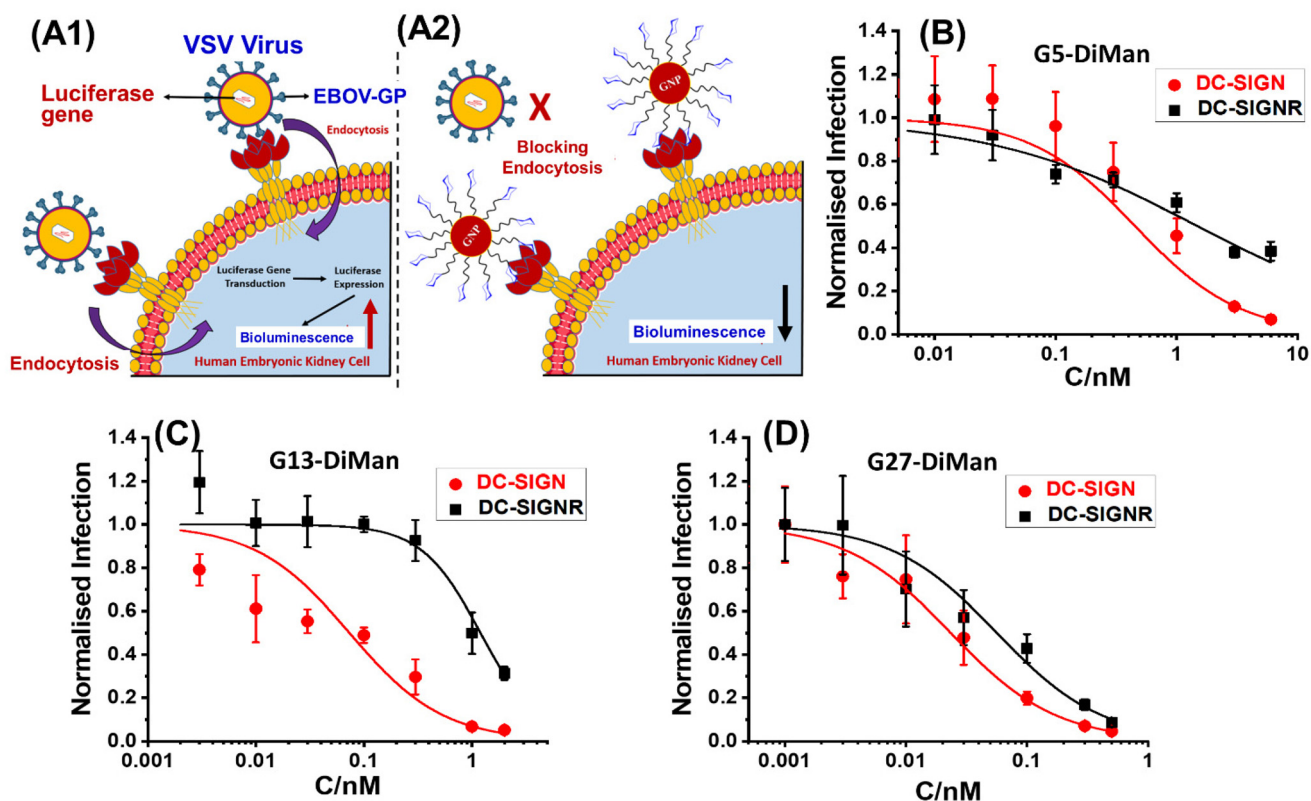 (A1)
VSV Virus
Luciferase
gene
EBOV-GP
Endocytosis
Luciferase Gene
Transduction
Luciferase
Expression
Bioluminescence
Human Embryonic Kidney Cell
Endocytosis
(A2)
GNP
X
Blocking
Endocytosis
GNP
Bioluminescence
Human Embryonic Kidney Cell
(B)
G5-DiMan
DC-SIGN
DC-SIGNR
Normalised Infection
1.4
1.2
1.0
0.8
0.6
0.4
0.2
0.0
0.01
0.1
1
10
C/nM
(C)
G13-DiMan
DC-SIGN
DC-SIGNR
Normalised Infection
1.4
1.2
1.0
0.8
0.6
0.4
0.2
0.0
0.001
0.01
0.1
1
C/nM
(D)
G27-DiMan
DC-SIGN
DC-SIGNR
Normalised Infection
1.4
1.2
1.0
0.8
0.6
0.4
0.2
0.0
0.001
0.01
0.1
1
C/nM